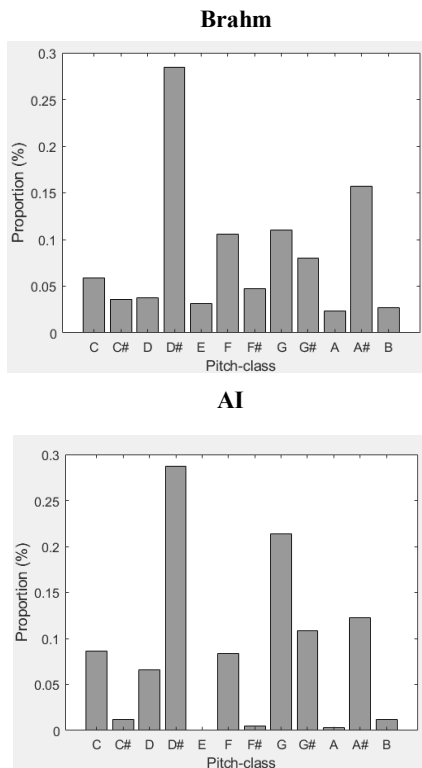 Brahm
0.3
0.25
0.2
0.15
0.1
0.05
0
Proportion (%)
C C# D D# E F F# G G# A A# B
Pitch-class
AI
0.3
0.25
0.2
0.15
0.1
0.05
0
Proportion (%)
C C# D D# E F F# G G# A A# B
Pitch-class